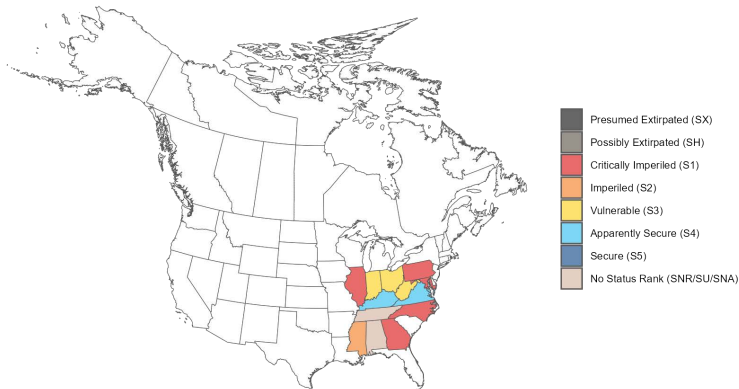 Presumed Extirpated (SX)
Possibly Extirpated (SH)
Critically Imperiled (S1)
Imperiled (S2)
Vulnerable (S3)
Apparently Secure (S4)
Secure (S5)
No Status Rank (SNR/SU/SNA)